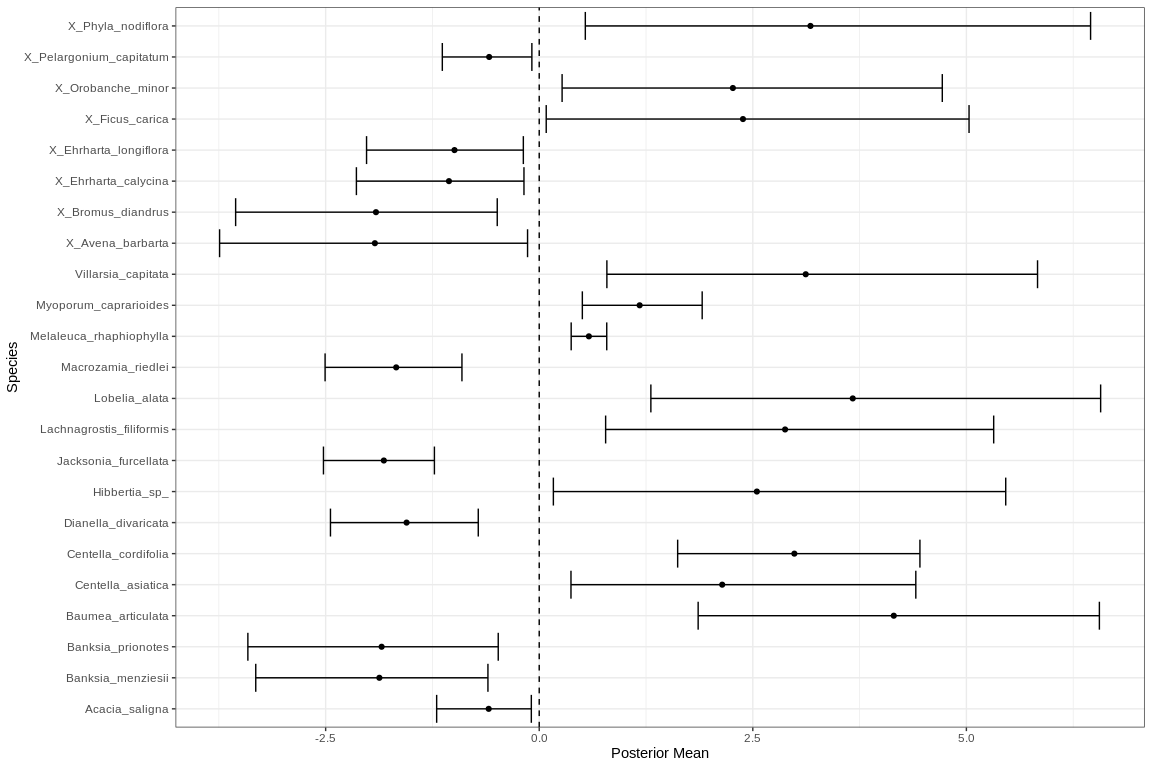 X_Phyla_nodiflora
X_Pelargonium_capitatum
X_Orobanche_minor
X_Ficus_carica
X_Ehrharta_longiflora
X_Ehrharta_calycina
X_Bromus_diandrus
X_Avena_barbarta
Villarsia_capitata
Myoporum_caprarioides
Melaleuca_rhaphiophylla
Macrozamia_riedlei
Lobelia_alata
Lachnagrostis_filiformis
Jacksonia_furcellata
Hibbertia_sp_
Dianella_divaricata
Centella_cordifolia
Centella_asiatica
Baumea_articulata
Banksia_prionotes
Banksia_menziesii
Acacia_saligna
Species
-2.5 0.0 2.5 5.0
Posterior Mean